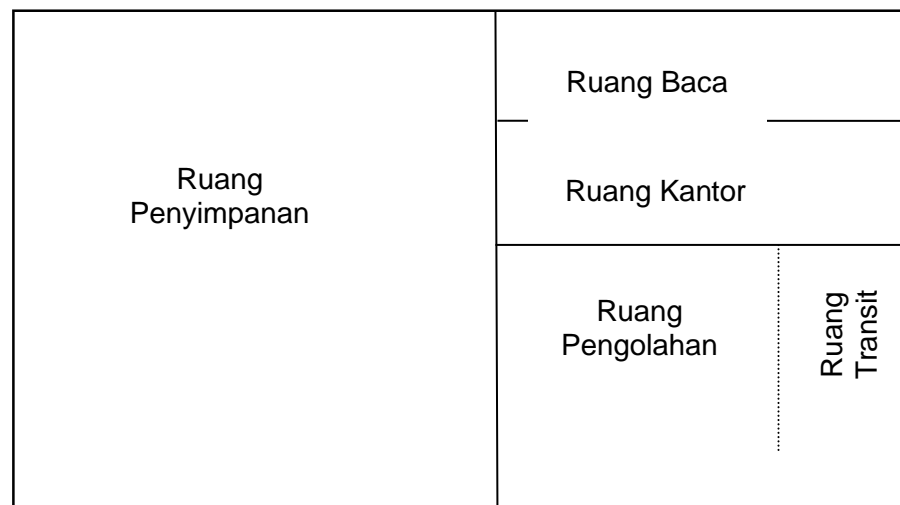 Ruang Baca
Ruang
Penyimpanan
Ruang Kantor
Ruang
Pengolahan
Ruang
Transit